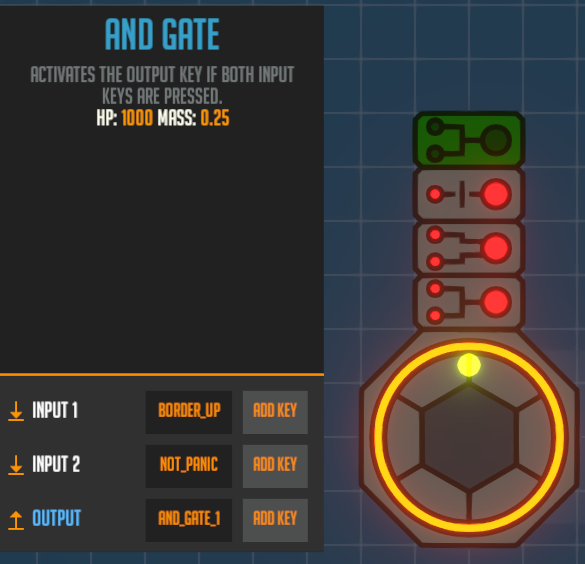 AND GATE
ACTIVATES THE OUTPUT KEY IF BOTH INPUT
KEYS ARE PRESSED.
HP: 1000 MASS: 0.25
INPUT 1 BORDER_UP ADD KEY
INPUT 2 NOT_PANIC ADD KEY
OUTPUT AND_GATE_1 ADD KEY